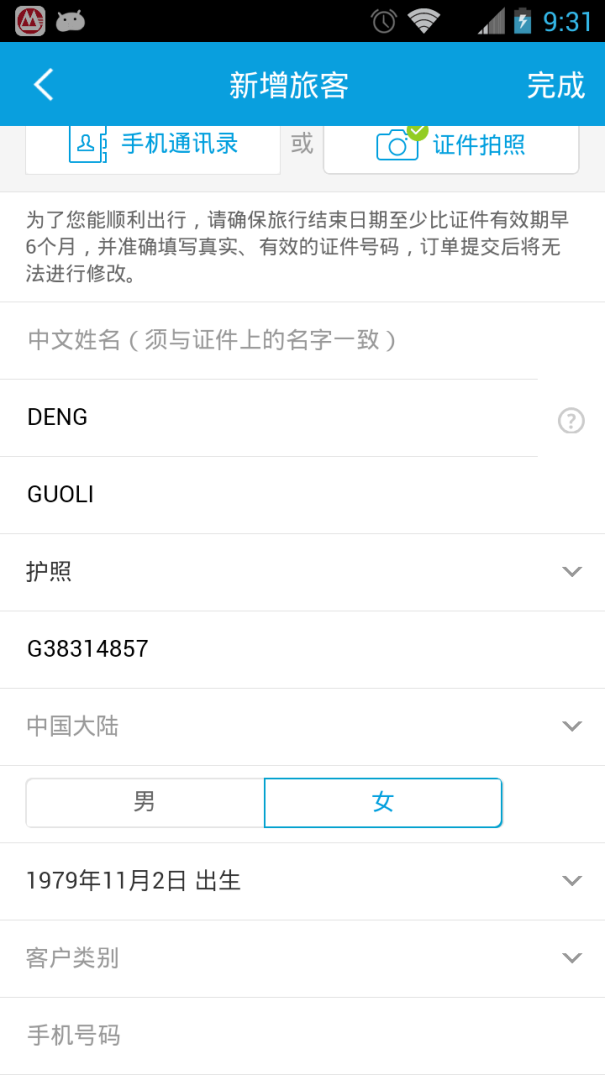 9:31
新增旅客
完成
手机通讯录
或
证件拍照
为了您能顺利出行，请确保旅行结束日期至少比证件有效期早
6个月，并准确填写真实、有效的证件号码，订单提交后将无
法进行修改。
中文姓名（须与证件上的名字一致）
DENG
?
GUOLI
护照
G38314857
中国大陆
男
女
1979年11月2日 出生
客户类别
手机号码